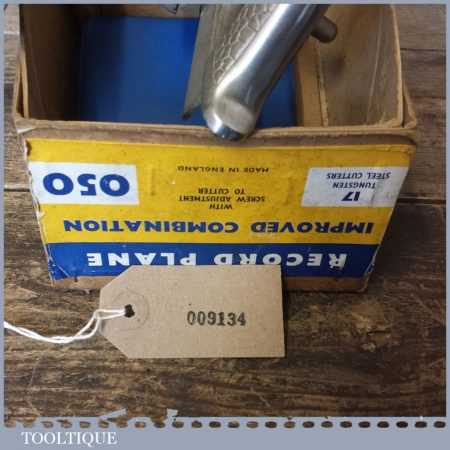 RECORD PLANE
IMPROVED COMBINATION
WITH
SCREW ADJUSTMENT
TO CUTTER
MADE IN ENGLAND
17
TUNGSTEN
STEEL CUTTERS
050
009134
TOOLTIQUE